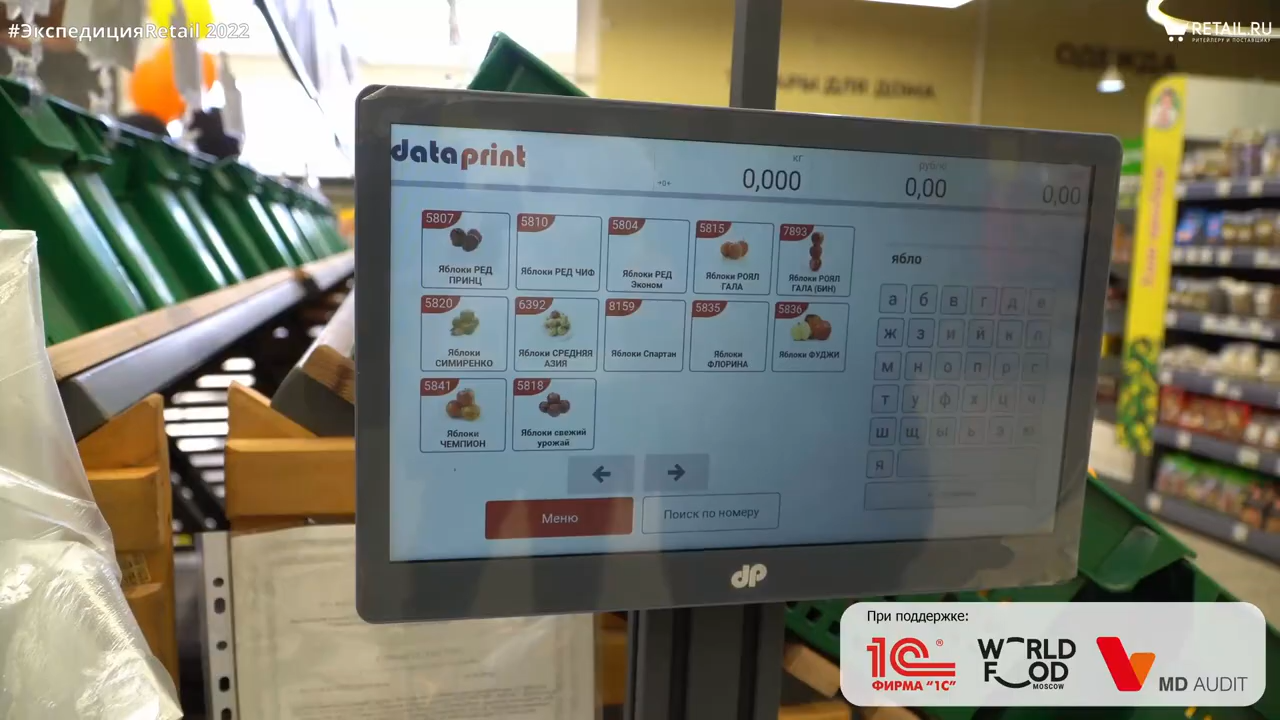 #ЭкспедицияRetail 2022
RETAIL.RU
РИТЕЙЛЕРУ И ПОСТАВЩИКУ
ОДЕЖДА
ДЛЯ ДОМА
dataprint
кг
руб/кг
→0←
0,000
0,00
0,00
5807
5810
5804
5815
7893
Яблоки РЕД ПРИНЦ
Яблоки РЕД ЧИФ
Яблоки РЕД Эконом
Яблоки РОЯЛ ГАЛА
Яблоки РОЯЛ ГАЛА (БИН)
5820
6392
8159
5835
5836
Яблоки СИМИРЕНКО
Яблоки СРЕДНЯЯ АЗИЯ
Яблоки Спартан
Яблоки ФЛОРИНА
Яблоки ФУДЖИ
5841
5818
Яблоки ЧЕМПИОН
Яблоки свежий урожай
ябло
а б в г д е
ж з и й к л
м н о п р с
т у ф х ц ч
ш щ ы ь э ю
я
Меню
Поиск по номеру
dp
При поддержке:
1С®
ФИРМА "1С"
WORLD
FOOD
MOSCOW
MD AUDIT